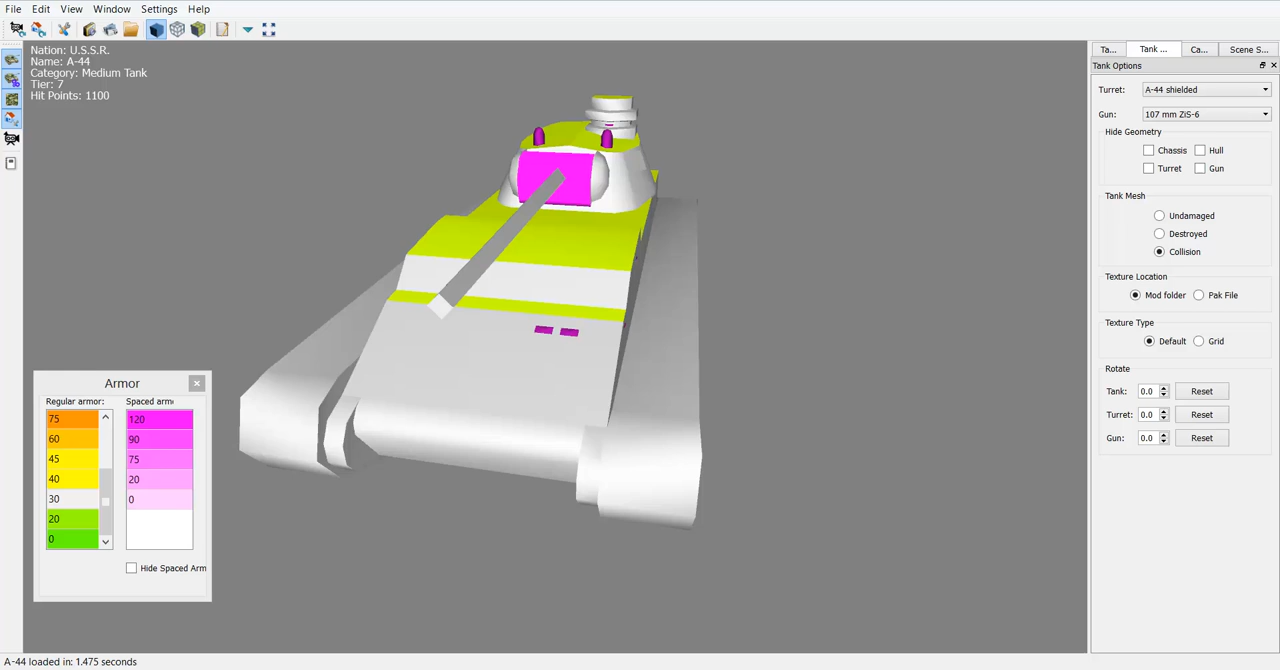 File Edit View Window Settings Help
Nation: U.S.S.R.
Name: A-44
Category: Medium Tank
Tier: 7
Hit Points: 1100
Ta... Tank ... Ca... Scene S...
Tank Options
Turret: A-44 shielded
Gun: 107 mm ZiS-6
Hide Geometry
Chassis Hull
Turret Gun
Tank Mesh
Undamaged
Destroyed
Collision
Texture Location
Mod folder Pak File
Texture Type
Default Grid
Rotate
Tank: 0.0 Reset
Turret: 0.0 Reset
Gun: 0.0 Reset
Armor
Regular armor: Spaced armo
75 120
60 90
45 75
40 20
30 0
20
0
Hide Spaced Arm
A-44 loaded in: 1.475 seconds